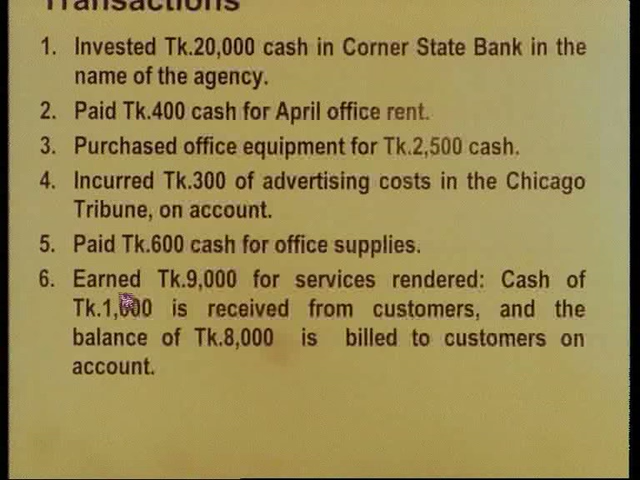 Transactions
1. Invested Tk.20,000 cash in Corner State Bank in the
name of the agency.
2. Paid Tk.400 cash for April office rent.
3. Purchased office equipment for Tk.2,500 cash.
4. Incurred Tk.300 of advertising costs in the Chicago
Tribune, on account.
5. Paid Tk.600 cash for office supplies.
6. Earned Tk.9,000 for services rendered: Cash of
Tk.1,000 is received from customers, and the
balance of Tk.8,000 is billed to customers on
account.